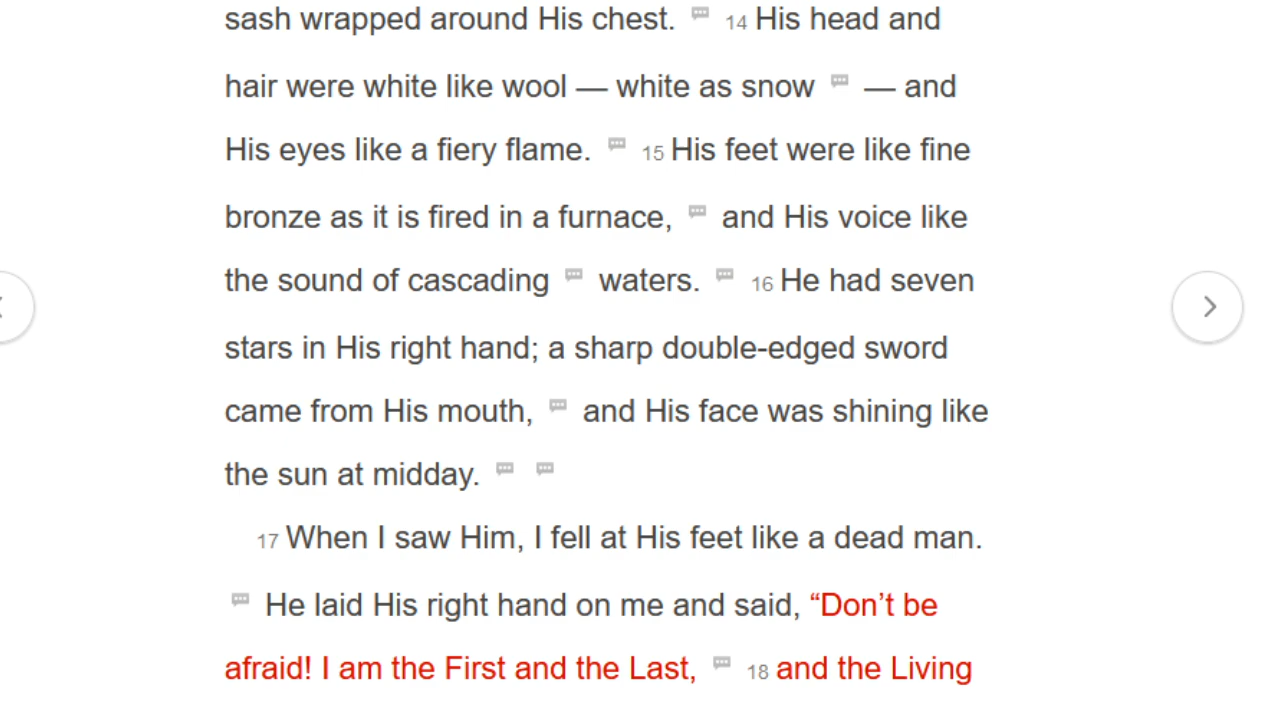 sash wrapped around His chest. 14 His head and
hair were white like wool — white as snow — and
His eyes like a fiery flame. 15 His feet were like fine
bronze as it is fired in a furnace, and His voice like
the sound of cascading waters. 16 He had seven
stars in His right hand; a sharp double-edged sword
came from His mouth, and His face was shining like
the sun at midday.
17 When I saw Him, I fell at His feet like a dead man.
He laid His right hand on me and said, “Don’t be
afraid! I am the First and the Last, 18 and the Living